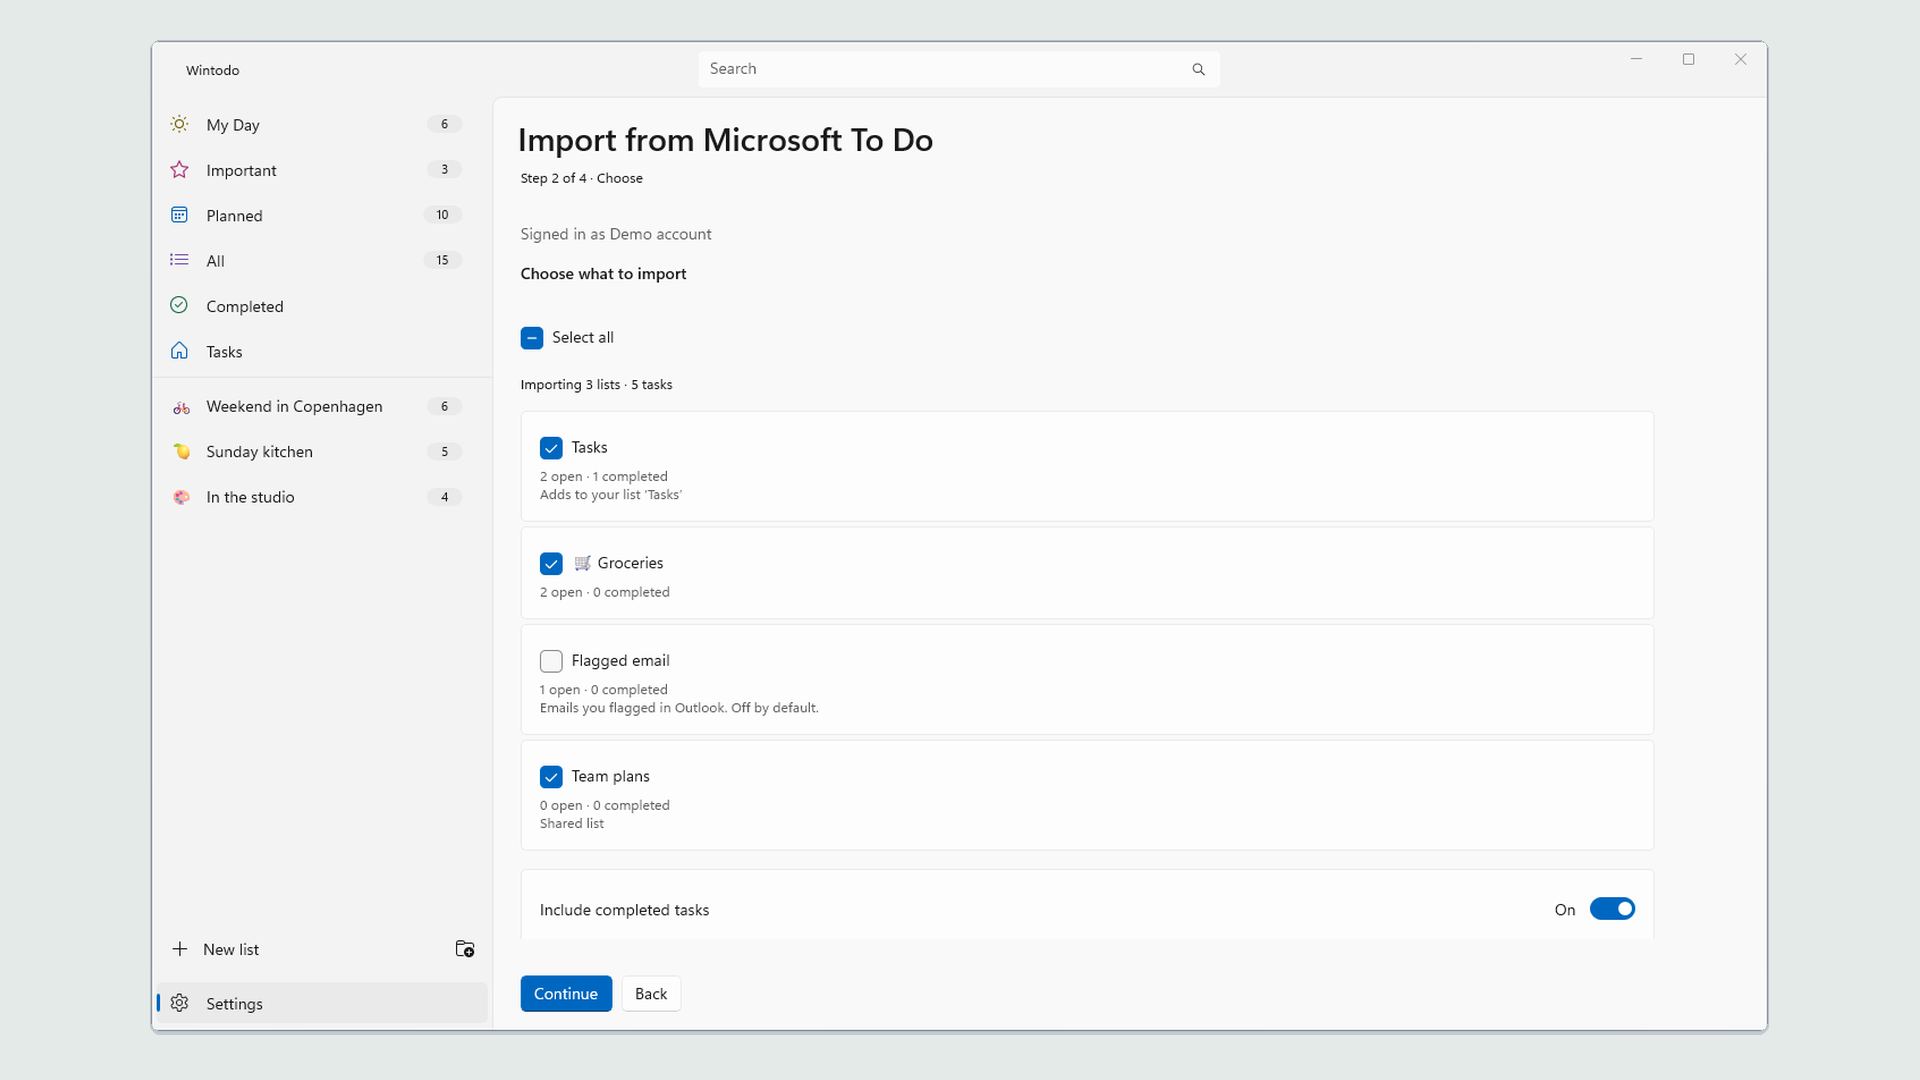 Wintodo
Search
My Day 6
Important 3
Planned 10
All 15
Completed
Tasks
Weekend in Copenhagen 6
Sunday kitchen 5
In the studio 4
New list
Settings
Import from Microsoft To Do
Step 2 of 4 · Choose
Signed in as Demo account
Choose what to import
Select all
Importing 3 lists · 5 tasks
Tasks
2 open · 1 completed
Adds to your list ‘Tasks’
Groceries
2 open · 0 completed
Flagged email
1 open · 0 completed
Emails you flagged in Outlook. Off by default.
Team plans
0 open · 0 completed
Shared list
Include completed tasks On
Continue Back